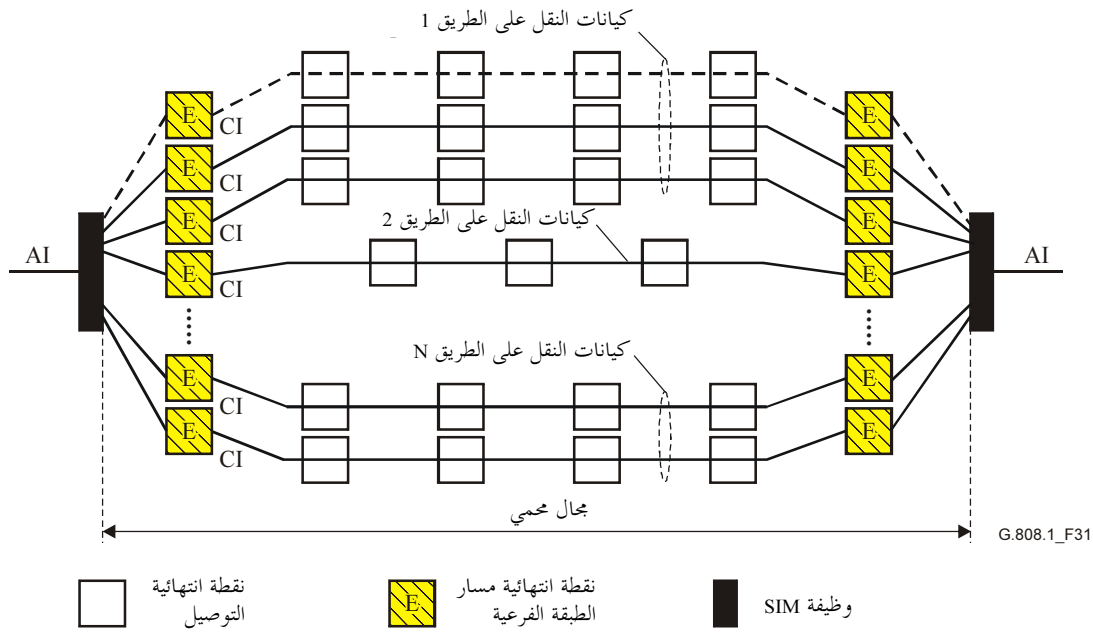 كيانات النقل على الطريق 1
E
E
CI
CI
E
E
CI
E
E
CI
كيانات النقل على الطريق 2
AI
E
E
AI
CI
كيانات النقل على الطريق N
E
E
CI
E
E
CI
مجال محمي
G.808.1_F31
وظيفة SIM
E
نقطة انتهائية مسار
الطبقة الفرعية
نقطة انتهائية
التوصيل